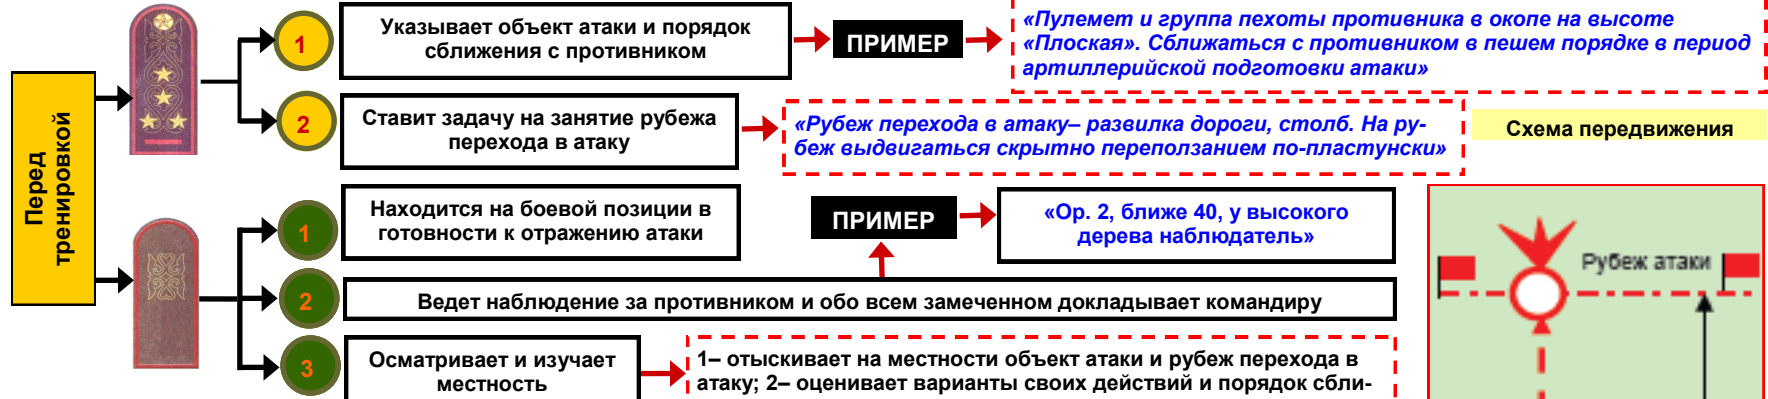 Перед
тренировкой
1
Указывает объект атаки и порядок
сближения с противником
ПРИМЕР
«Пулемет и группа пехоты противника в окопе на высоте
«Плоская». Сближаться с противником в пешем порядке в период
артиллерийской подготовки атаки»
2
Ставит задачу на занятие рубежа
перехода в атаку
«Рубеж перехода в атаку– развилка дороги, столб. На ру-
беж выдвигаться скрытно переползанием по-пластунски»
Схема передвижения
1
Находится на боевой позиции в
готовности к отражению атаки
ПРИМЕР
«Ор. 2, ближе 40, у высокого
дерева наблюдатель»
2
Ведет наблюдение за противником и обо всем замеченном докладывает командиру
3
Осматривает и изучает
местность
1– отыскивает на местности объект атаки и рубеж перехода в
атаку; 2– оценивает варианты своих действий и порядок сбли-
Рубеж атаки